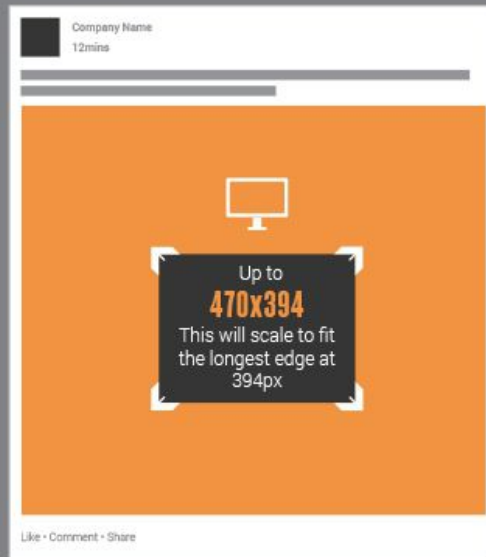 Company Name
12mins
Up to
470x394
This will scale to fit
the longest edge at
394px
Like • Comment • Share